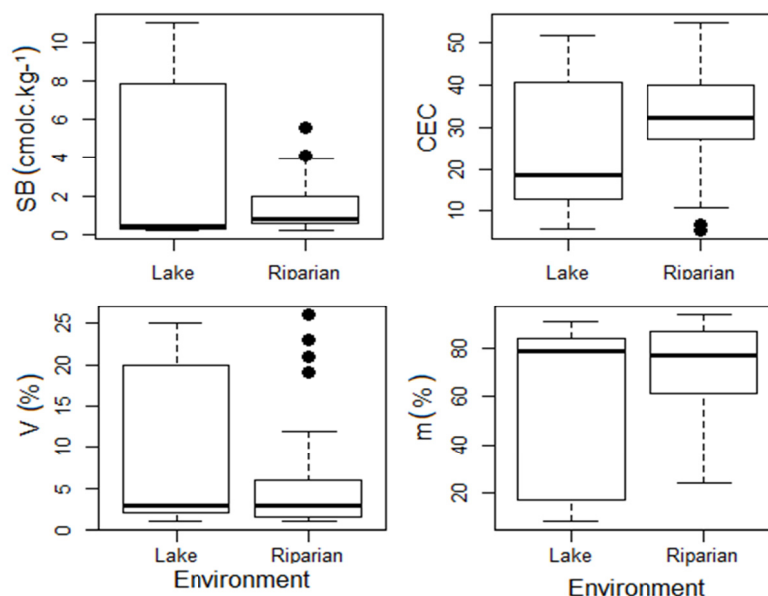 SB (cmolc.kg-¹)
10
8
6
4
2
0
Lake
Riparian
CEC
50
40
30
20
10
Lake
Riparian
V (%)
25
20
15
10
5
0
Lake
Riparian
Environment
m(%)
80
60
40
20
Lake
Riparian
Environment